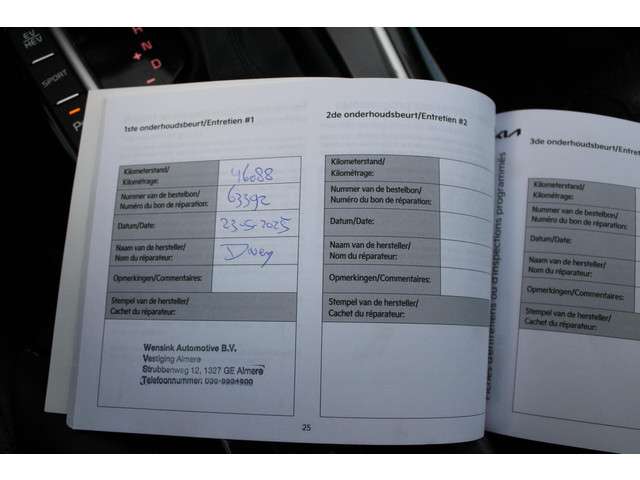 EV
HEV
R
N
D
SPORT
P
1ste onderhoudsbeurt/Entretien #1
Kilometerstand/
Kilométrage:
46088
Nummer van de bestelbon/
Numéro du bon de réparation:
63392
Datum/Date:
23-5-2025
Naam van de hersteller/
Nom du réparateur:
Opmerkingen/Commentaires:
Stempel van de hersteller/
Cachet du réparateur:
Wensink Automotive B.V.
Vestiging Almere
Strubbenweg 12, 1327 GE Almere
Telefoonnummer:
25
2de onderhoudsbeurt/Entretien #2
Kilometerstand/
Kilométrage:
Nummer van de bestelbon/
Numéro du bon de réparation:
Datum/Date:
Naam van de hersteller/
Nom du réparateur:
Opmerkingen/Commentaires:
Stempel van de hersteller/
Cachet du réparateur:
d'entretiens ou d'inspections programmés
KIA
3de onderhoudsbeurt/Entre
Kilometerstand/
Kilométrage:
Nummer van de bestelbon/
Numéro du bon de réparation:
Datum/Date:
Naam van de hersteller/
Nom du réparateur:
Opmerkingen/Commentaires:
Stempel van de hersteller/
Cachet du réparateur: